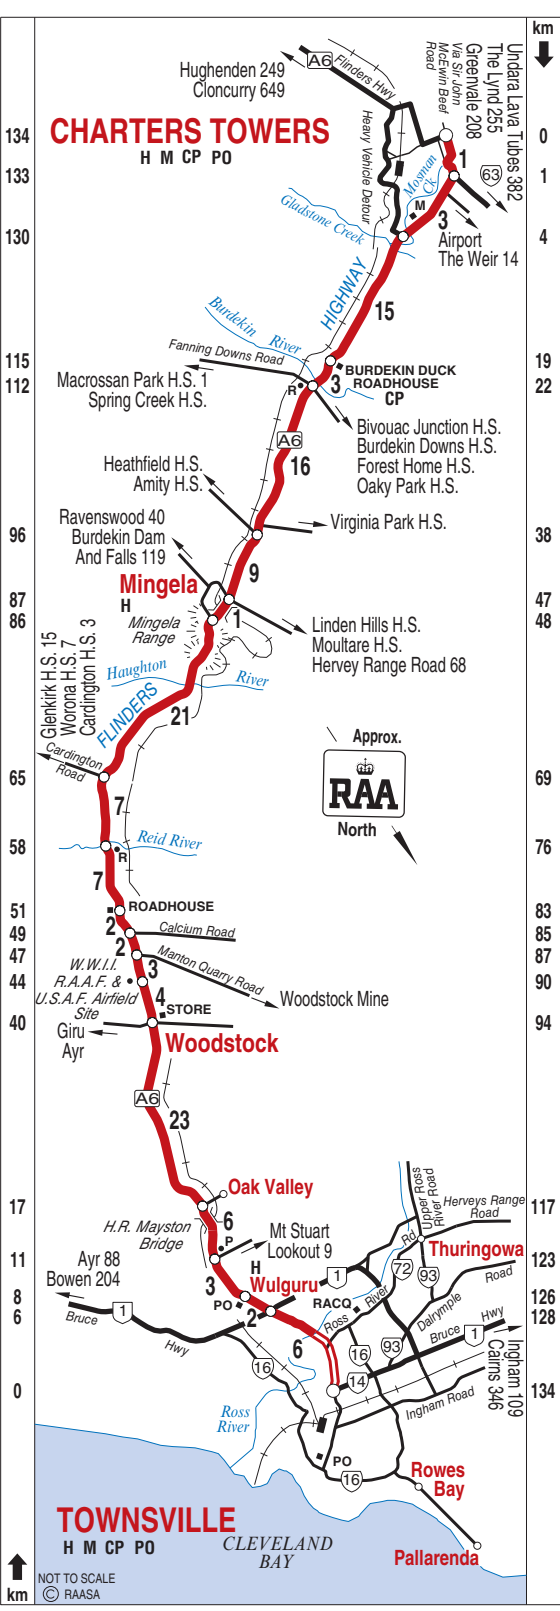 km
134
133
130
115
112
96
87
86
65
58
51
49
47
44
40
17
11
8
6
0
km
0
1
4
19
22
38
47
48
69
76
83
85
87
90
94
117
123
126
128
134
Hughenden 249
Cloncurry 649
A6
Flinders Hwy
Undara Lava Tubes 382
The Lynd 255
Greenvale 208
Via Sir John
McEwin Beef
Road
CHARTERS TOWERS
H M CP PO
Heavy Vehicle Detour
1
63
Mosman
Ck
M
3
Gladstone Creek
Airport
The Weir 14
HIGHWAY
15
Burdekin
River
Fanning Downs Road
BURDEKIN DUCK
ROADHOUSE
CP
3
R
Macrossan Park H.S. 1
Spring Creek H.S.
Bivouac Junction H.S.
Burdekin Downs H.S.
Forest Home H.S.
Oaky Park H.S.
A6
16
Heathfield H.S.
Amity H.S.
Virginia Park H.S.
Ravenswood 40
Burdekin Dam
And Falls 119
9
Mingela
H
1
Mingela
Range
Linden Hills H.S.
Moultare H.S.
Hervey Range Road 68
Glenkirk H.S. 15
Worona H.S. 7
Cardington H.S. 3
Haughton
River
FLINDERS
21
Approx.
RAA
North
Cardington
Road
7
Reid River
R
7
ROADHOUSE
2
Calcium Road
2
Manton Quarry Road
W.W.I.I.
R.A.A.F. &
U.S.A.F. Airfield
Site
3
4
Woodstock Mine
STORE
Giru
Ayr
Woodstock
A6
23
Oak Valley
6
H.R. Mayston
Bridge
P
Mt Stuart
Lookout 9
Upper Ross
River Road
Herveys Range
Road
Rd
Thuringowa
H
Wulguru
3
PO
2
1
72
93
RACQ
Ross
River
Dalrymple
Road
Ayr 88
Bowen 204
Bruce
1
Hwy
6
16
93
Bruce
Hwy
1
16
14
Ingham 109
Cairns 346
Ingham Road
Ross
River
PO
16
Rowes
Bay
TOWNSVILLE
H M CP PO
CLEVELAND
BAY
Pallarenda
NOT TO SCALE
© RAASA